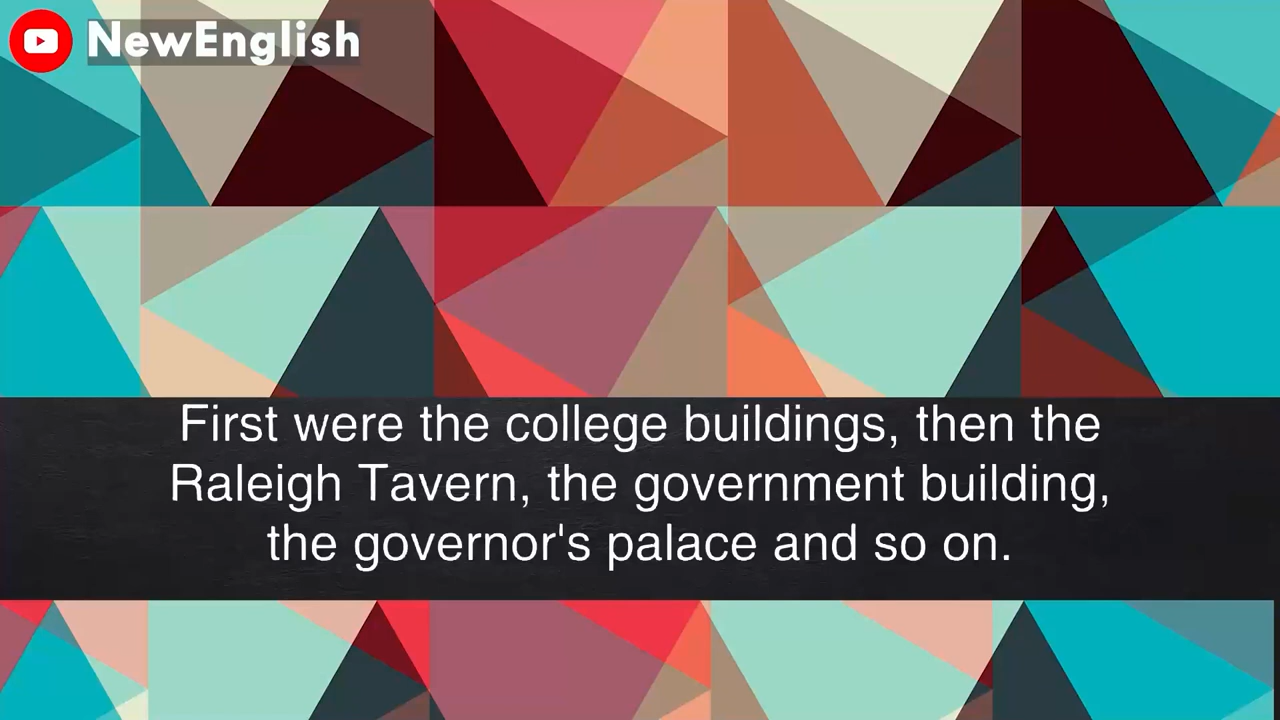 NewEnglish
First were the college buildings, then the
Raleigh Tavern, the government building,
the governor's palace and so on.